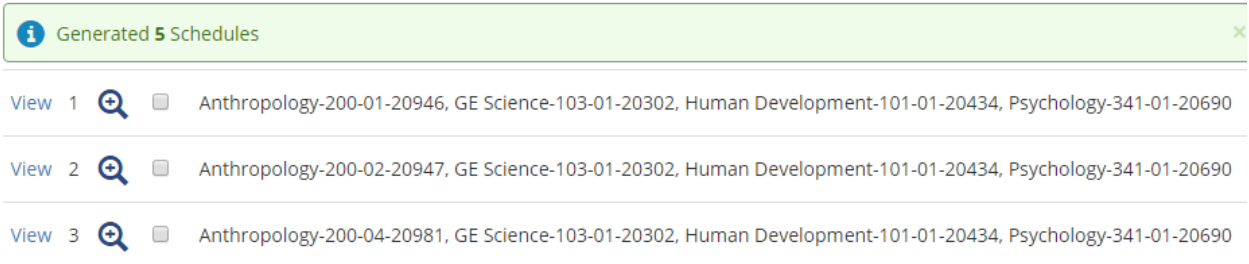 Generated 5 Schedules ×
View 1 Anthropology-200-01-20946, GE Science-103-01-20302, Human Development-101-01-20434, Psychology-341-01-20690
View 2 Anthropology-200-02-20947, GE Science-103-01-20302, Human Development-101-01-20434, Psychology-341-01-20690
View 3 Anthropology-200-04-20981, GE Science-103-01-20302, Human Development-101-01-20434, Psychology-341-01-20690